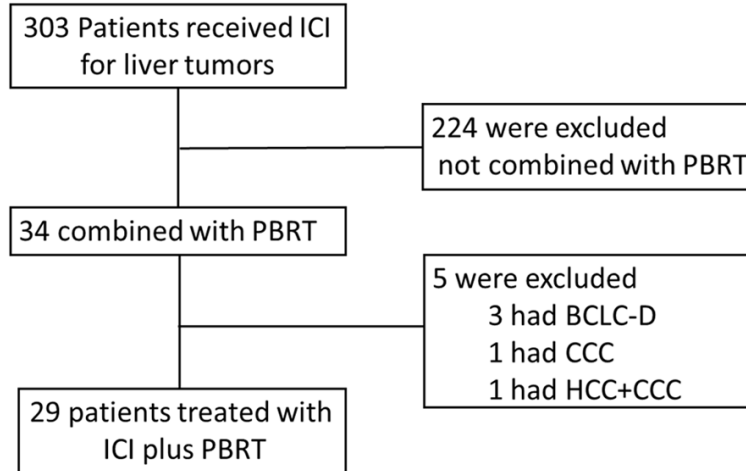 303 Patients received ICI
for liver tumors
224 were excluded
not combined with PBRT
34 combined with PBRT
5 were excluded
3 had BCLC-D
1 had CCC
1 had HCC+CCC
29 patients treated with
ICI plus PBRT